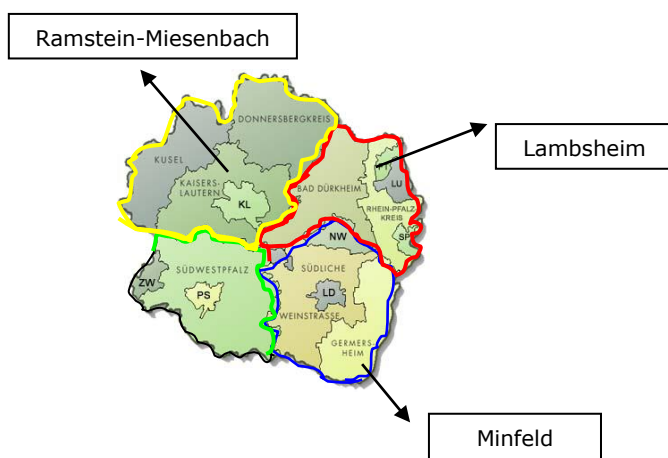 Ramstein-Miesenbach
DONNERSBERGKREIS
KUSEL
Lambsheim
KAISERS-
LAUTERN
KL
BAD DÜRKHEIM
LU
RHEIN-PFALZ-
KREIS
NW
SP
SÜDWESTPFALZ
SÜDLICHE
ZW
PS
LD
WEINSTRASSE
GERMERS-
HEIM
Minfeld